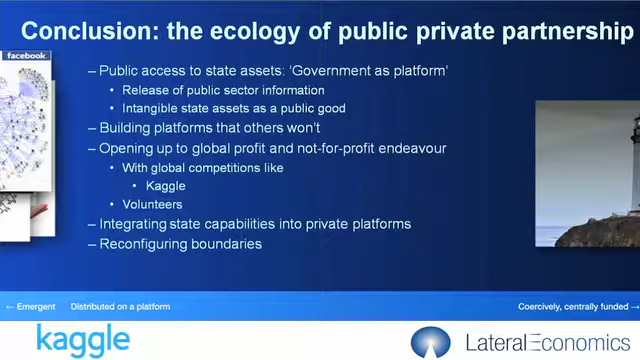 Conclusion: the ecology of public private partnership
facebook
– Public access to state assets: 'Government as platform'
• Release of public sector information
• Intangible state assets as a public good
– Building platforms that others won't
– Opening up to global profit and not-for-profit endeavour
• With global competitions like
• Kaggle
• Volunteers
– Integrating state capabilities into private platforms
– Reconfiguring boundaries
← Emergent Distributed on a platform Coercively, centrally funded →
kaggle LateralEconomics